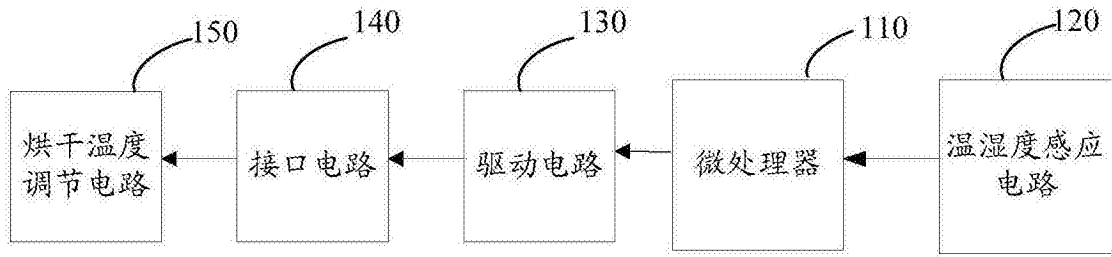 150
140
130
110
120
烘干温度
调节电路
接口电路
驱动电路
微处理器
温湿度感应
电路